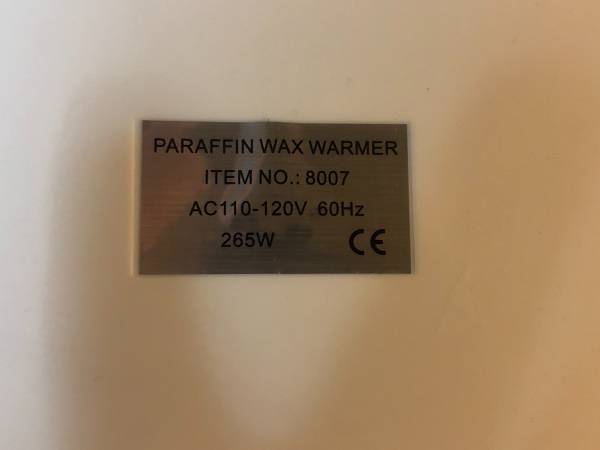 PARAFFIN WAX WARMER
ITEM NO.: 8007
AC110-120V 60Hz
265W CE